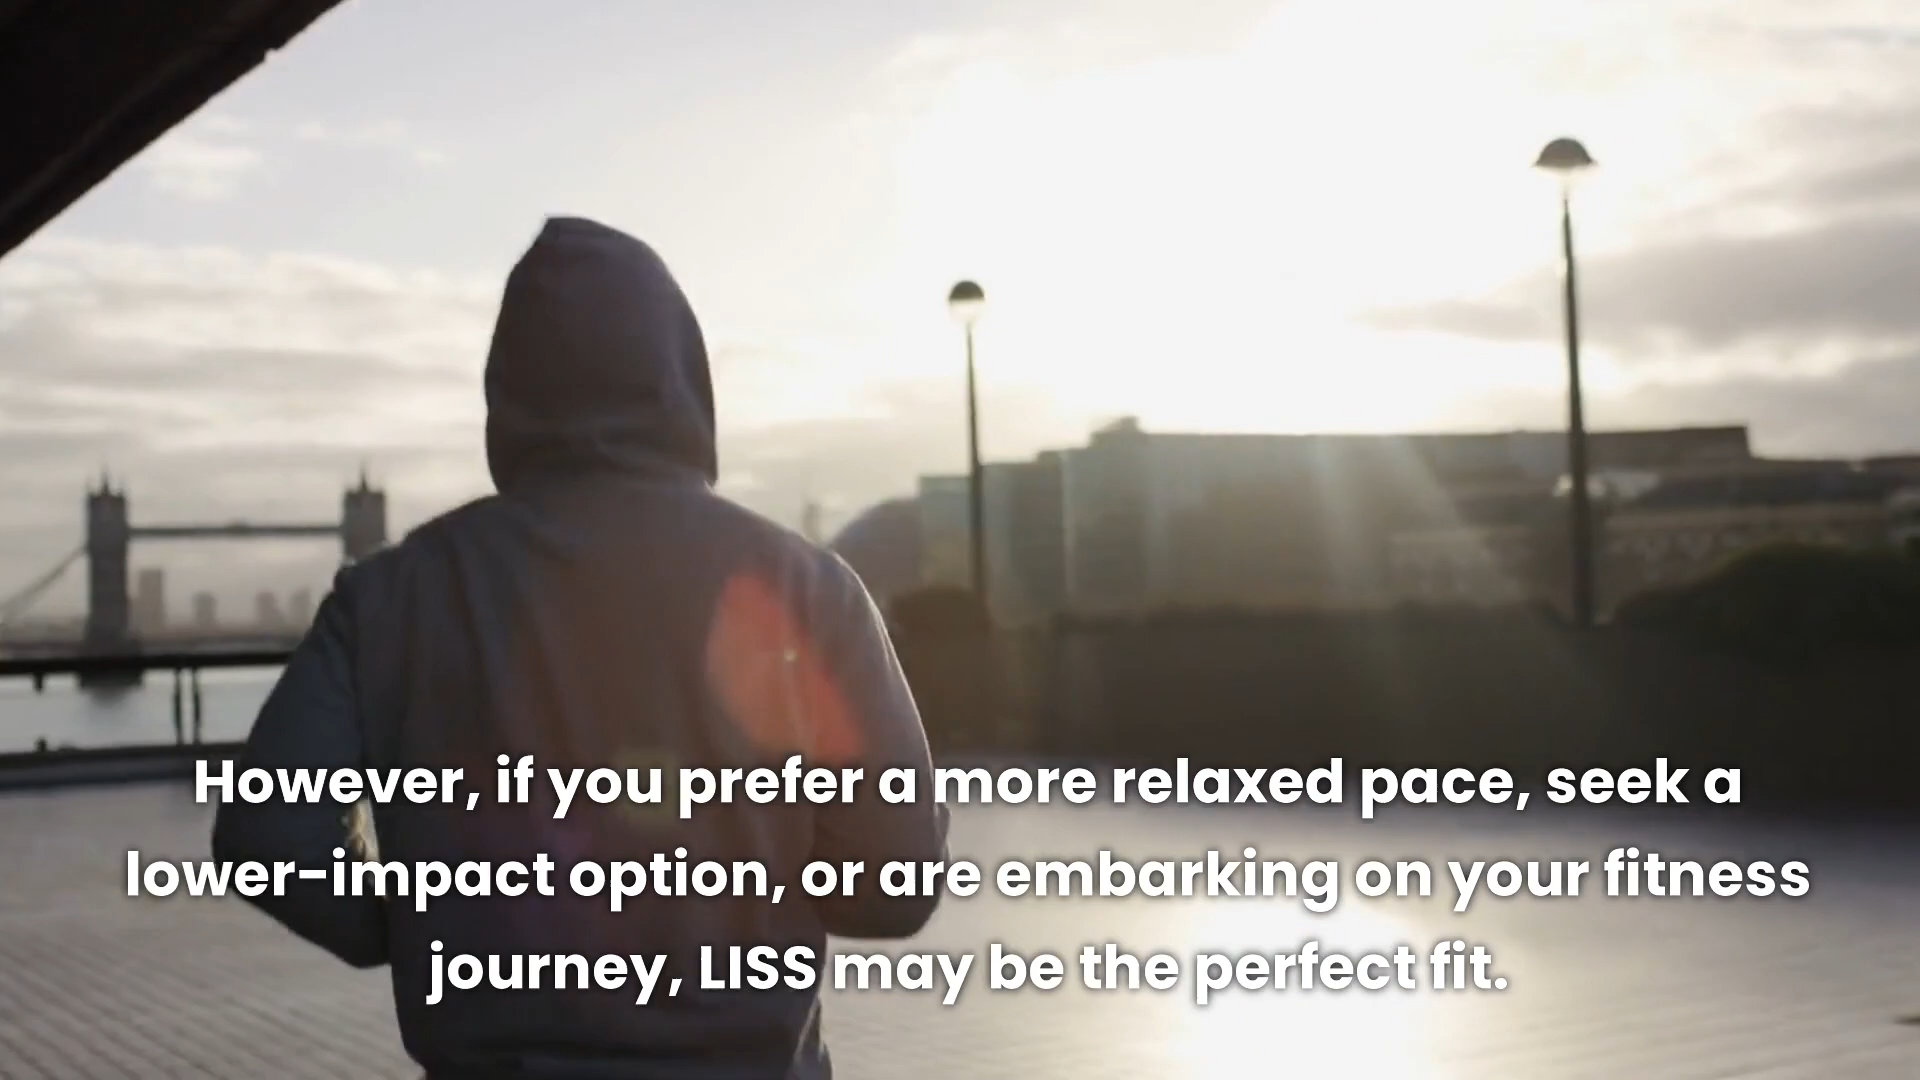 However, if you prefer a more relaxed pace, seek a
lower-impact option, or are embarking on your fitness
journey, LISS may be the perfect fit.